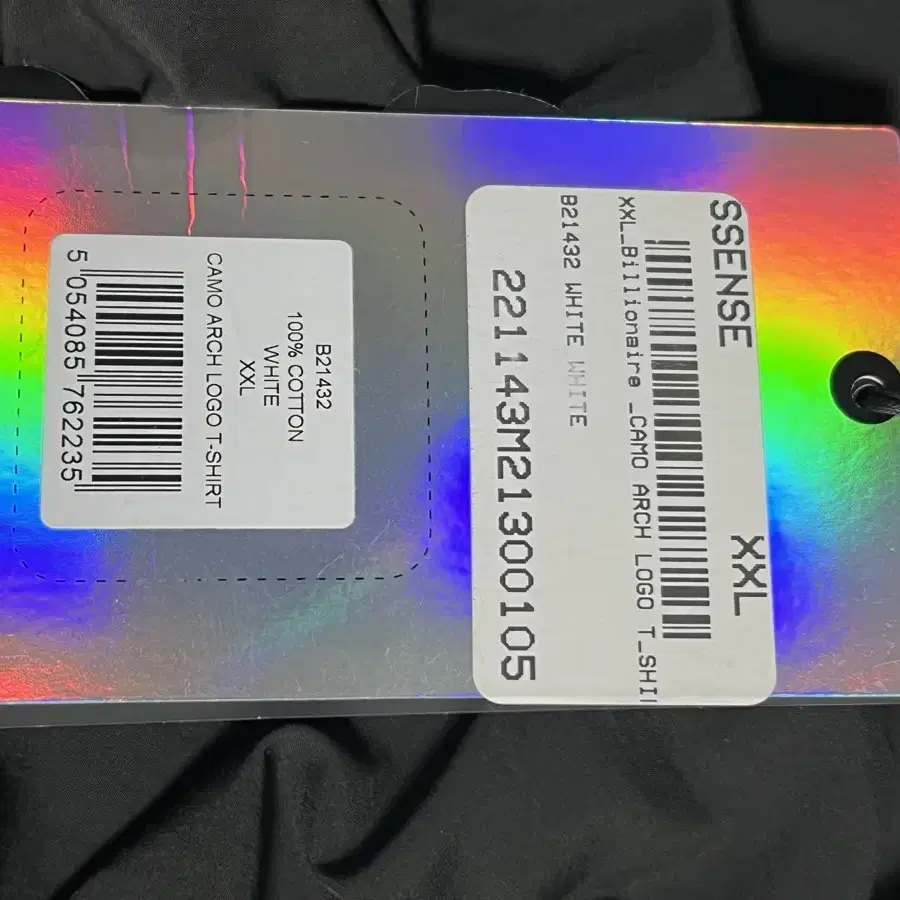 SSENSE XXL
XXL_Billionaire _CAMO ARCH LOGO T_SHI
B21432 WHITE WHITE
221143M21300105
B21432
100% COTTON
WHITE
XXL
CAMO ARCH LOGO T-SHIRT
5 054085 762235